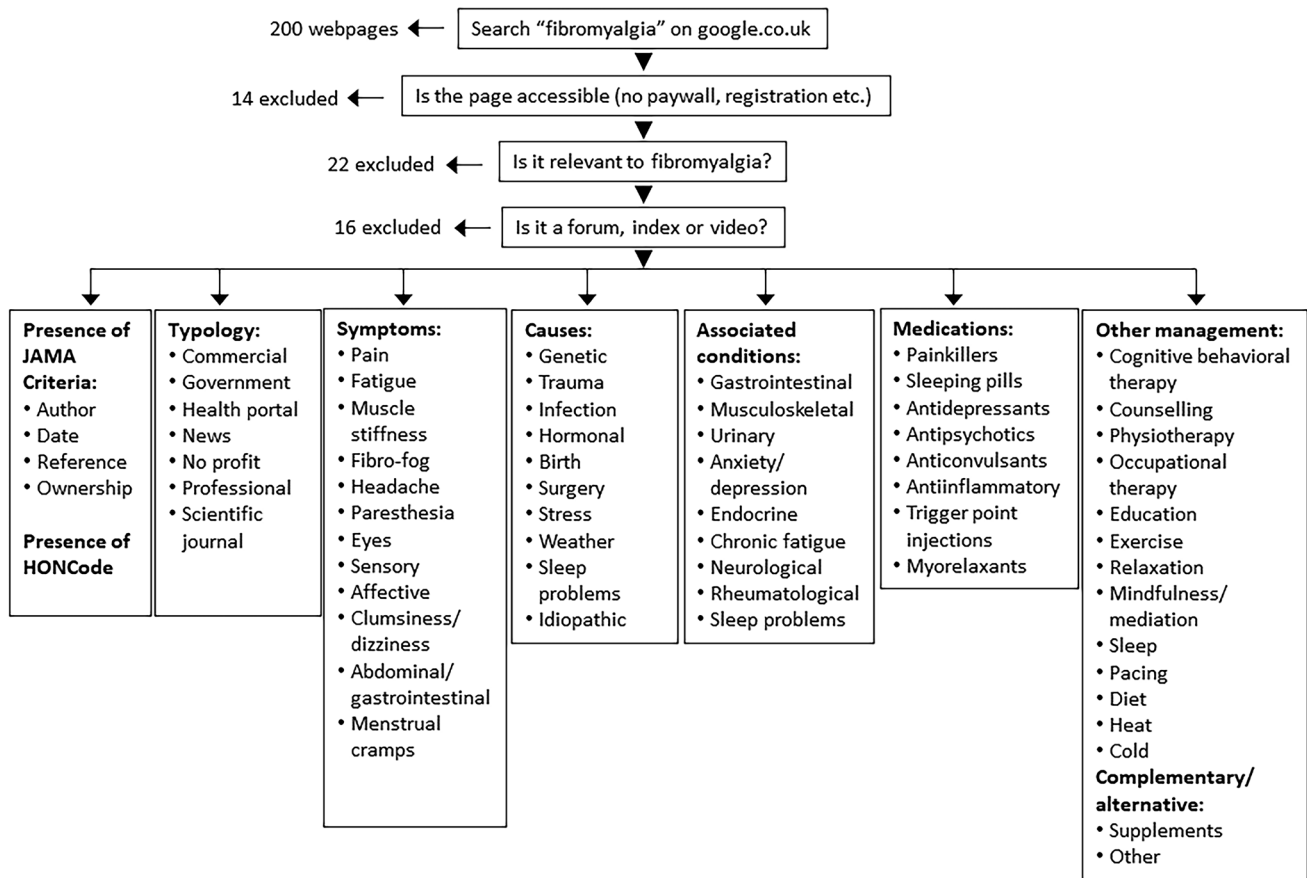 200 webpages
Search “fibromyalgia” on google.co.uk
14 excluded
Is the page accessible (no paywall, registration etc.)
22 excluded
Is it relevant to fibromyalgia?
16 excluded
Is it a forum, index or video?
Presence of
JAMA
Criteria:
• Author
• Date
• Reference
• Ownership
Presence of
HONCode
Typology:
• Commercial
• Government
• Health portal
• News
• No profit
• Professional
• Scientific
journal
Symptoms:
• Pain
• Fatigue
• Muscle
stiffness
• Fibro-fog
• Headache
• Paresthesia
• Eyes
• Sensory
• Affective
• Clumsiness/
dizziness
• Abdominal/
gastrointestinal
• Menstrual
cramps
Causes:
• Genetic
• Trauma
• Infection
• Hormonal
• Birth
• Surgery
• Stress
• Weather
• Sleep
problems
• Idiopathic
Associated
conditions:
• Gastrointestinal
• Musculoskeletal
• Urinary
• Anxiety/
depression
• Endocrine
• Chronic fatigue
• Neurological
• Rheumatological
• Sleep problems
Medications:
• Painkillers
• Sleeping pills
• Antidepressants
• Antipsychotics
• Anticonvulsants
• Antiinflammatory
• Trigger point
injections
• Myorelaxants
Other management:
• Cognitive behavioral
therapy
• Counselling
• Physiotherapy
• Occupational
therapy
• Education
• Exercise
• Relaxation
• Mindfulness/
mediation
• Sleep
• Pacing
• Diet
• Heat
• Cold
Complementary/
alternative:
• Supplements
• Other